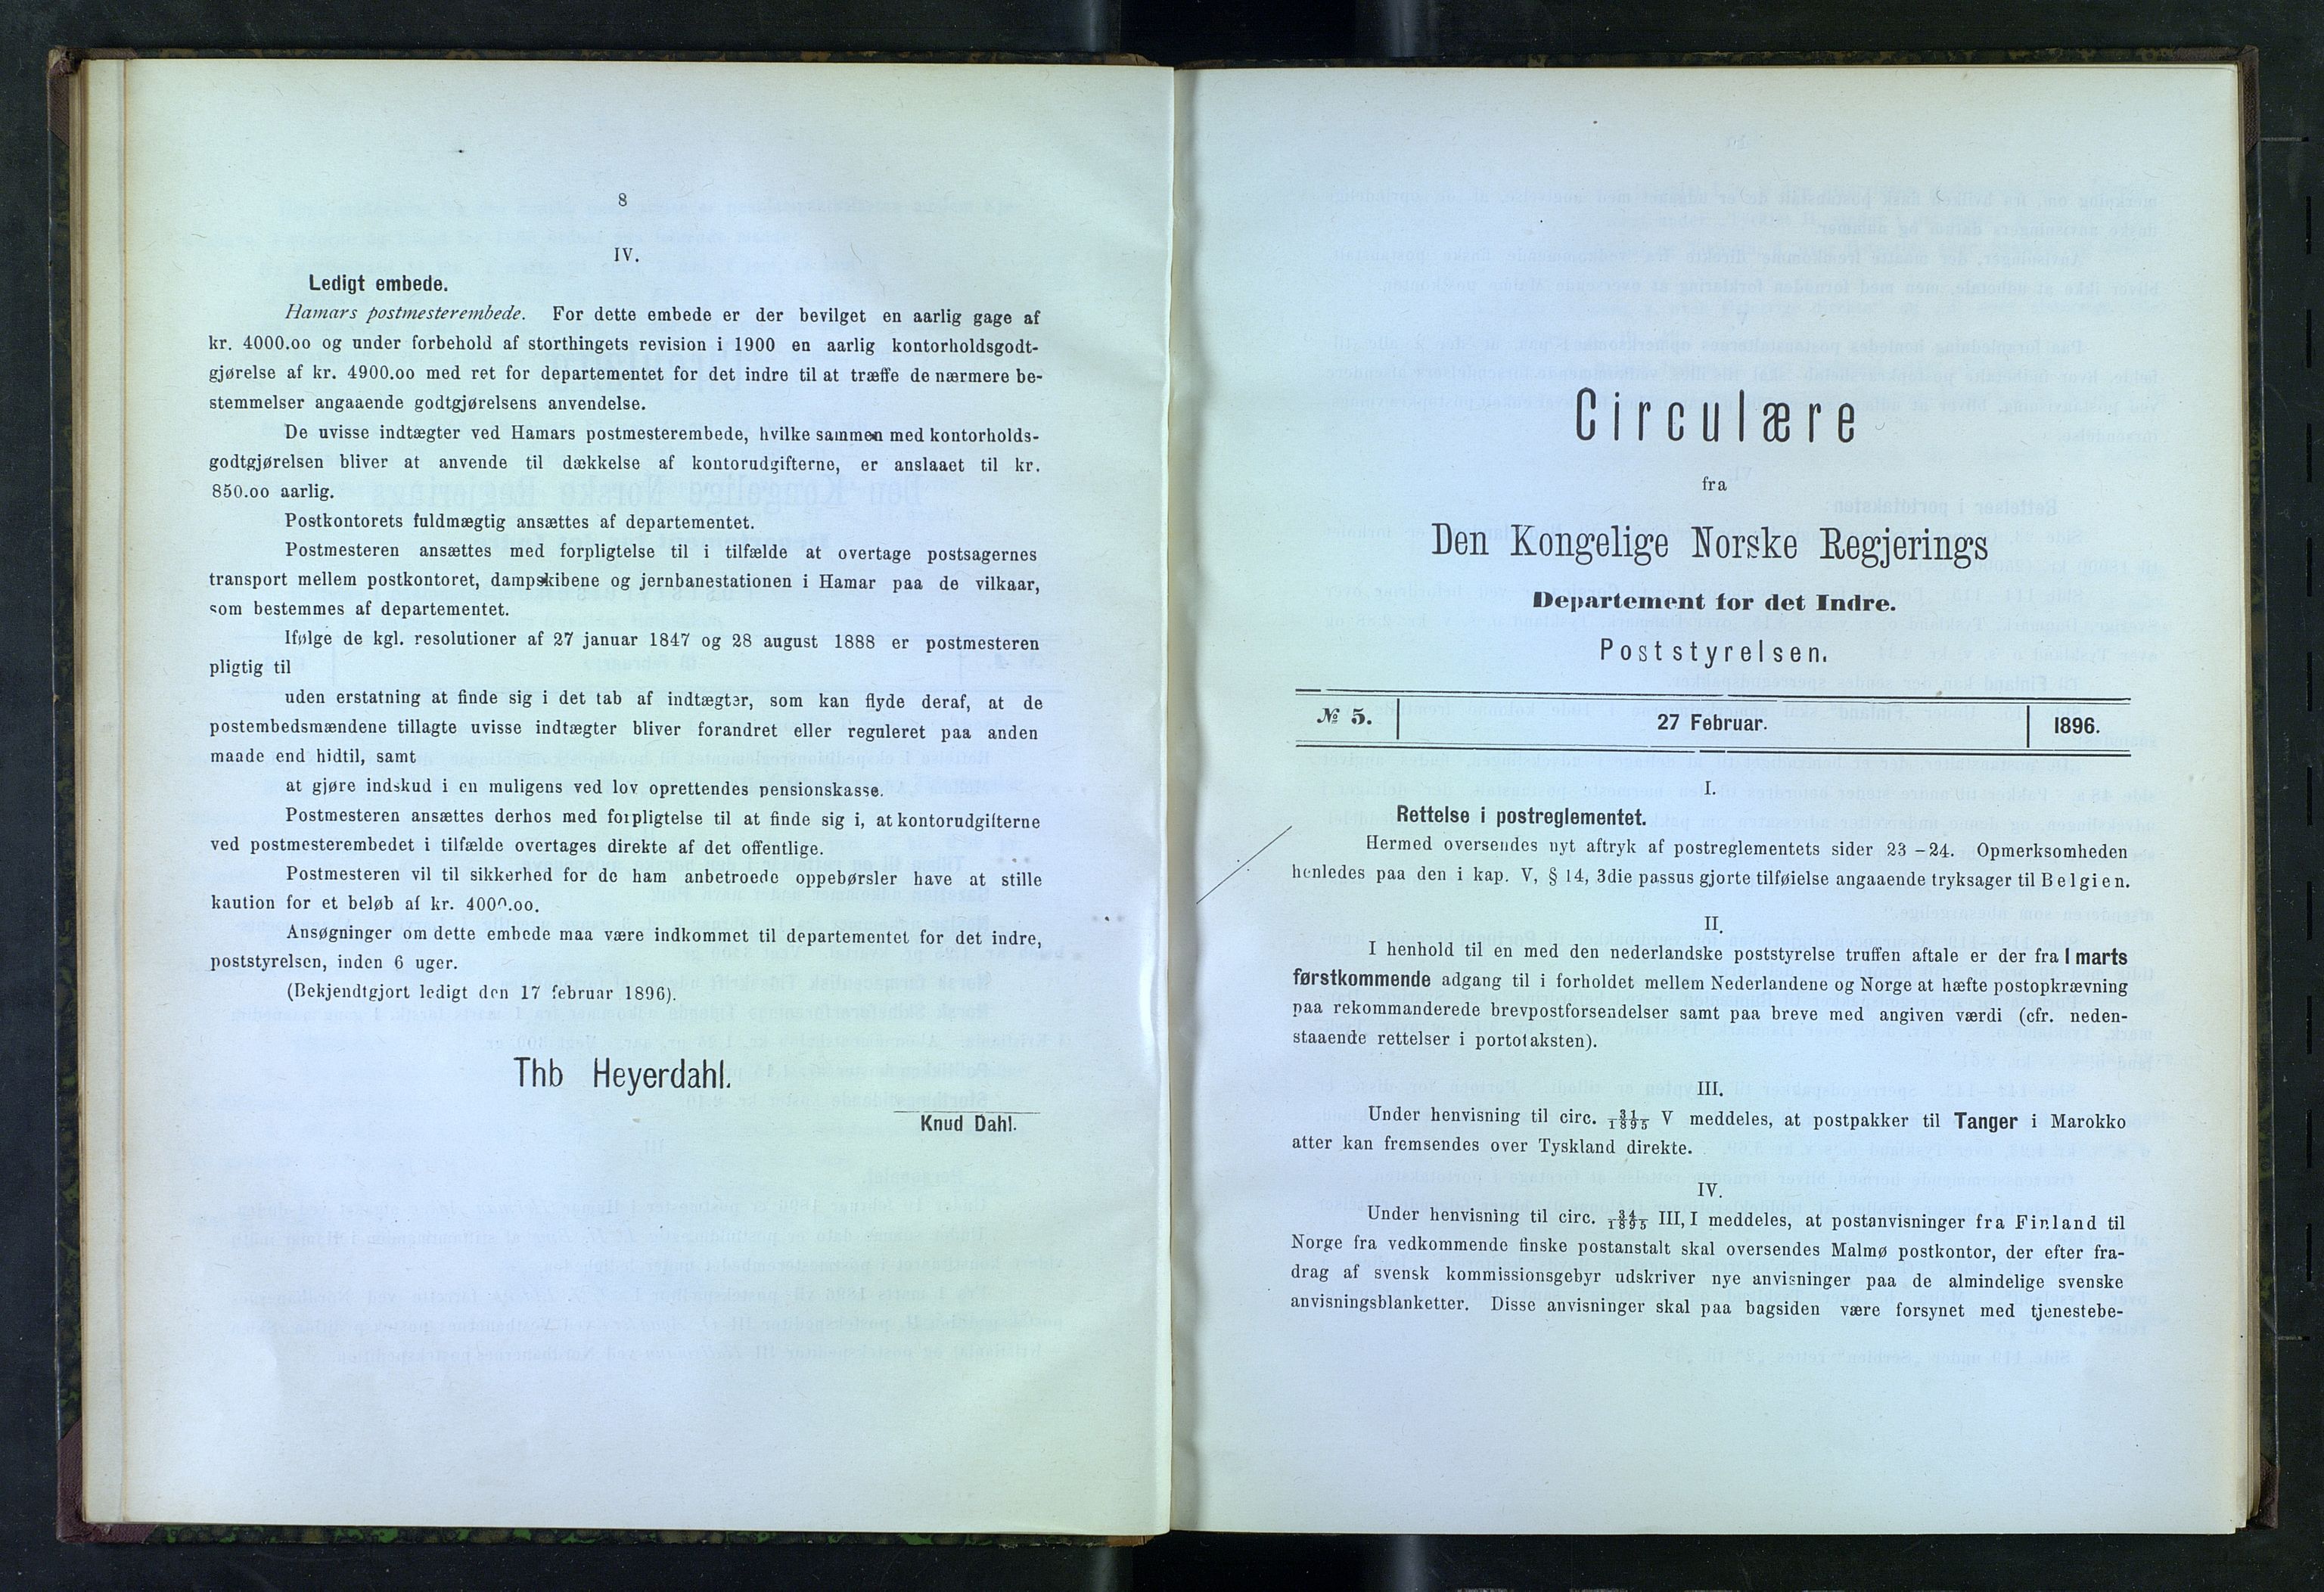 8
IV.
Ledigt embede.
Hamars postmesterembede. For dette embede er der bevilget en aarlig gage af
kr. 4000.00 og under forbehold af storthingets revision i 1900 en aarlig kontorholdsgodt-
gjørelse af kr. 4900.00 med ret for departementet for det indre til at træffe de nærmere be-
stemmelser angaaende godtgjørelsens anvendelse.
De uvisse indtægter ved Hamars postmesterembede, hvilke sammen med kontorholds-
godtgjørelsen bliver at anvende til dækkelse af kontorudgifterne, er anslaaet til kr.
850.00 aarlig.
Postkontorets fuldmægtig ansættes af departementet.
Postmesteren ansættes med forpligtelse til i tilfælde at overtage postsagernes
transport mellem postkontoret, dampskibene og jernbanestationen i Hamar paa de vilkaar,
som bestemmes af departementet.
Ifølge de kgl. resolutioner af 27 januar 1847 og 28 august 1888 er postmesteren
pligtig til
uden erstatning at finde sig i det tab af indtægter, som kan flyde deraf, at de
postembedsmændene tillagte uvisse indtægter bliver forandret eller reguleret paa anden
maade end hidtil, samt
at gjøre indskud i en muligens ved lov oprettendes pensionskasse.
Postmesteren ansættes derhos med forpligtelse til at finde sig i, at kontorudgifterne
ved postmesterembedet i tilfælde overtages direkte af det offentlige.
Postmesteren vil til sikkerhed for de ham anbetroede oppebørsler have at stille
kaution for et beløb af kr. 4000.00.
Ansøgninger om dette embede maa være indkommet til departementet for det indre,
poststyrelsen, inden 6 uger.
(Bekjendtgjort ledigt den 17 februar 1896).
Thb Heyerdahl.
Knud Dahl.
Circulære
fra
Den Kongelige Norske Regjerings
Departement for det Indre.
Poststyrelsen.
№ 5. 27 Februar. 1896.
I.
Rettelse i postreglementet.
Hermed oversendes nyt aftryk af postreglementets sider 23–24. Opmerksomheden
henledes paa den i kap. V, § 14, 3die passus gjorte tilføielse angaaende tryksager til Belgien.
II.
I henhold til en med den nederlandske poststyrelse truffen aftale er der fra 1 marts
førstkommende adgang til i forholdet mellem Nederlandene og Norge at hæfte postopkrævning
paa rekommanderede brevpostforsendelser samt paa breve med angiven værdi (cfr. neden-
staaende rettelser i portotaksten).
III.
Under henvisning til circ. 31/1895 V meddeles, at postpakker til Tanger i Marokko
atter kan fremsendes over Tyskland direkte.
IV.
Under henvisning til circ. 34/1895 III, I meddeles, at postanvisninger fra Finland til
Norge fra vedkommende finske postanstalt skal oversendes Malmø postkontor, der efter fra-
drag af svensk kommissionsgebyr udskriver nye anvisninger paa de almindelige svenske
anvisningsblanketter. Disse anvisninger skal paa bagsiden være forsynet med tjenestebe-